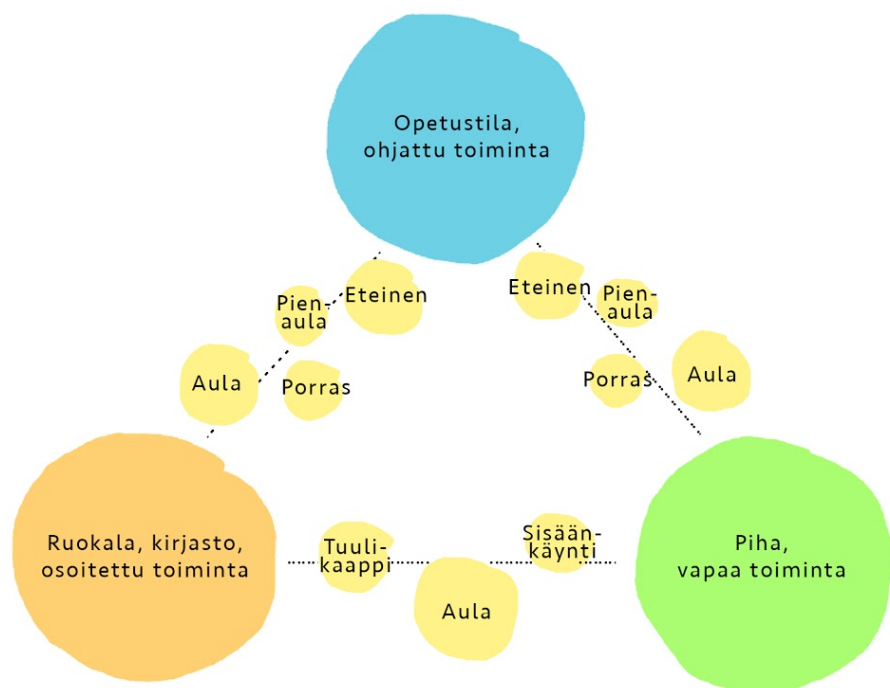 Opetustila,
ohjattu toiminta
Eteinen
Pien-
aula
Aula
Porras
Eteinen
Pien-
aula
Porras
Aula
Ruokala, kirjasto,
osoitettu toiminta
Tuuli-
kaappi
Aula
Sisään-
käynti
Piha,
vapaa toiminta